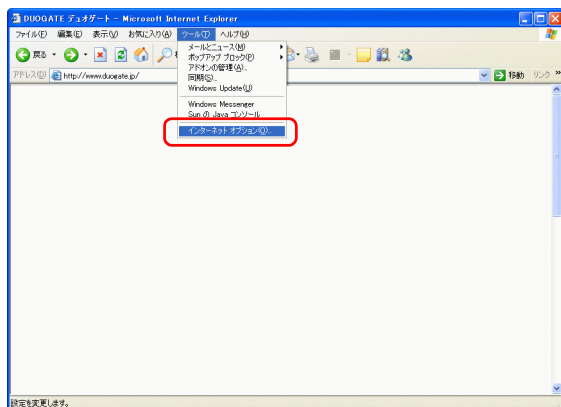 DUOGATE デュオゲート - Microsoft Internet Explorer
ファイル(F) 編集(E) 表示(V) お気に入り(A) ツール(T) ヘルプ(H)
戻る
アドレス(D) http://www.duogate.jp/ 移動 リンク »
メールとニュース(M)
ポップアップ ブロック(P)
アドオンの管理(A)...
同期(S)...
Windows Update(U)
Windows Messenger
Sun の Java コンソール
インターネット オプション(O)...
設定を変更します。